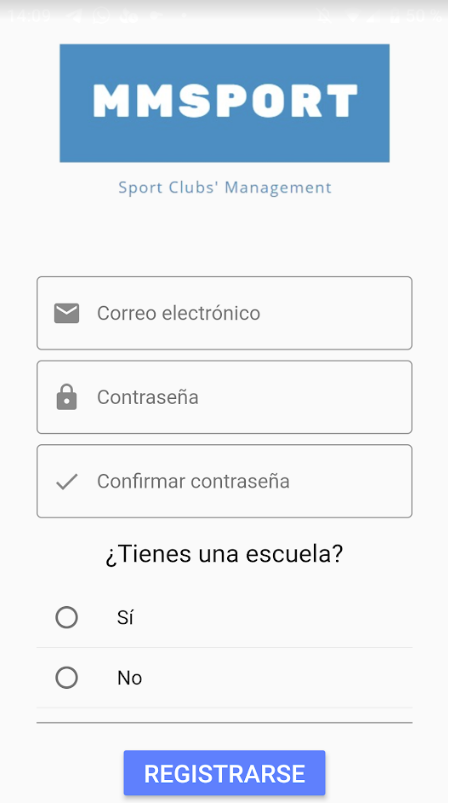 MMSPORT
Sport Clubs' Management
Correo electrónico
Contraseña
Confirmar contraseña
¿Tienes una escuela?
Sí
No
REGISTRARSE